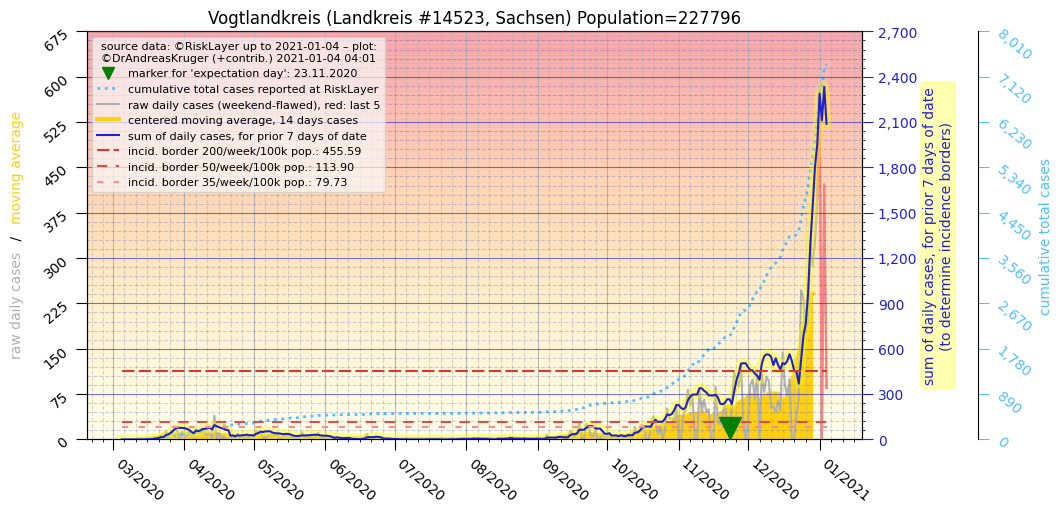 Vogtlandkreis (Landkreis #14523, Sachsen) Population=227796
source data: ©RiskLayer up to 2021-01-04 – plot:
©DrAndreasKruger (+contrib.) 2021-01-04 04:01
marker for 'expectation day': 23.11.2020
cumulative total cases reported at RiskLayer
raw daily cases (weekend-flawed), red: last 5
centered moving average, 14 days cases
sum of daily cases, for prior 7 days of date
incid. border 200/week/100k pop.: 455.59
incid. border 50/week/100k pop.: 113.90
incid. border 35/week/100k pop.: 79.73
raw daily cases / moving average
675
600
525
450
375
300
225
150
75
0
03/2020
04/2020
05/2020
06/2020
07/2020
08/2020
09/2020
10/2020
11/2020
12/2020
01/2021
2,700
2,400
2,100
1,800
1,500
1,200
900
600
300
0
sum of daily cases, for prior 7 days of date
(to determine incidence borders)
8,010
7,120
6,230
5,340
4,450
3,560
2,670
1,780
890
0
cumulative total cases